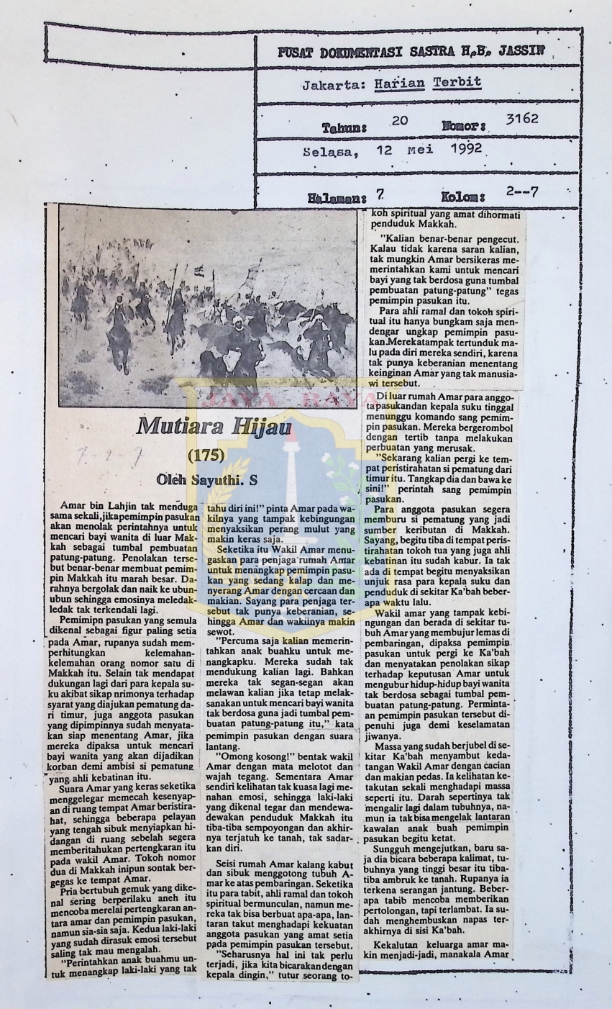 PUSAT DOKUMENTASI SASTRA H.B. JASSIN
Jakarta: Harian Terbit
Tahun: 20 Nomor: 3162
Selasa, 12 mei 1992
Halaman: 7 Kolom: 2--7
JAYA RAYA
Mutiara Hijau
(175)
Oleh Sayuthi. S
Amar bin Lahjin tak menduga
sama sekali, jika pemimpin pasukan
akan menolak perintahnya untuk
mencari bayi wanita di luar Mak-
kah sebagai tumbal pembuatan
patung-patung. Penolakan terse-
but benar-benar membuat pemim-
pin Makkah itu marah besar. Da-
rahnya bergolak dan naik ke ubun-
ubun sehingga emosinya meledak-
ledak tak terkendali lagi.
Pemimipn pasukan yang semula
dikenal sebagai figur paling setia
pada Amar, rupanya sudah mem-
perhitungkan kelemahan-
kelemahan orang nomor satu di
Makkah itu. Selain tak mendapat
dukungan lagi dari para kepala su-
ku akibat sikap nrimonya terhadap
syarat yang diajukan pematung da-
ri timur, juga anggota pasukan
yang dipimpinnya sudah menyata-
kan siap menentang Amar, jika
mereka dipaksa untuk mencari
bayi wanita yang akan dijadikan
korban demi ambisi si pematung
yang ahli kebatinan itu.
Suara Amar yang keras seketika
menggelegar memecah kesenyap-
an di ruang tempat Amar beristira-
hat, sehingga beberapa pelayan
yang tengah sibuk menyiapkan hi-
dangan di ruang sebelah segera
memberitahukan pertengkaran itu
pada wakil Amar. Tokoh nomor
dua di Makkah inipun sontak ber-
gegas ke tempat Amar.
Pria bertubuh gemuk yang dike-
nal sering berperilaku aneh itu
mencoba merelai pertengkaran an-
tara amar dan pemimpin pasukan,
namun sia-sia saja. Kedua laki-laki
yang sudah dirasuk emosi tersebut
saling tak mau mengalah.
"Perintahkan anak buahmu un-
tuk menangkap laki-laki yang tak
tahu diri ini!" pinta Amar pada wa-
kilnya yang tampak kebingungan
menyaksikan perang mulut yang
makin keras saja.
Seketika itu Wakil Amar menu-
gaskan para penjaga rumah Amar
untuk menangkap pemimpin pasu-
kan yang sedang kalap dan me-
nyerang Amar dengan cercaan dan
makian. Sayang para penjaga ter-
sebut tak punya keberanian, se-
hingga Amar dan wakiinya makin
sewot.
"Percuma saja kalian memerin-
tahkan anak buahku untuk me-
nangkapku. Mereka sudah tak
mendukung kalian lagi. Bahkan
mereka tak segan-segan akan
melawan kalian jika tetap melak-
sanakan untuk mencari bayi wanita
tak berdosa guna jadi tumbal pem-
buatan patung-patung itu," kata
pemimpin pasukan dengan suara
lantang.
"Omong kosong!" bentak wakil
Amar dengan mata melotot dan
wajah tegang. Sementara Amar
sendiri kelihatan tak kuasa lagi me-
nahan emosi, sehingga laki-laki
yang dikenal tegar dan mendewa-
dewakan penduduk Makkah itu
tiba-tiba sempoyongan dan akhir-
nya terjatuh ke tanah, tak sadar-
kan diri.
Seisi rumah Amar kalang kabut
dan sibuk menggotong tubuh A-
mar ke atas pembaringan. Seketika
itu para tabit, ahli ramal dan tokoh
spiritual bermunculan, namun me-
reka tak bisa berbuat apa-apa, lan-
taran takut menghadapi kekuatan
anggota pasukan yang amat setia
pada pemimpin pasukan tersebut.
"Seharusnya hal ini tak perlu
terjadi, jika kita bicarakan dengan
kepala dingin," tutur seorang to-
koh spiritual yang amat dihormati
penduduk Makkah.
"Kalian benar-benar pengecut.
Kalau tidak karena saran kalian,
tak mungkin Amar bersikeras me-
merintahkan kami untuk mencari
bayi yang tak berdosa guna tumbal
pembuatan patung-patung" tegas
pemimpin pasukan itu.
Para ahli ramal dan tokoh spiri-
tual itu hanya bungkam saja men-
dengar ungkap pemimpin pasu-
kan.Merekatampak tertunduk ma-
lu pada diri mereka sendiri, karena
tak punya keberanian menentang
keinginan Amar yang tak manusia-
wi tersebut.
Di luar rumah Amar para anggo-
ta pasukandan kepala suku tinggal
menunggu komando sang pemim-
pin pasukan. Mereka bergerombol
dengan tertib tanpa melakukan
perbuatan yang merusak.
"Sekarang kalian pergi ke tem-
pat peristirahatan si pematung dari
timur itu. Tangkap dia dan bawa ke
sini!" perintah sang pemimpin
pasukan.
Para anggota pasukan segera
memburu si pematung yang jadi
sumber keributan di Makkah.
Sayang, begitu tiba di tempat peris-
tirahatan tokoh tua yang juga ahli
kebatinan itu sudah kabur. Ia tak
ada di tempat begitu menyaksikan
unjuk rasa para kepala suku dan
penduduk di sekitar Ka'bah beber-
apa waktu lalu.
Wakil amar yang tampak kebi-
ngungan dan berada di sekitar tu-
buh Amar yang membujur lemas di
pembaringan, dipaksa pemimpin
pasukan untuk pergi ke Ka'bah
dan menyatakan penolakan sikap
terhadap keputusan Amar untuk
mengubur hidup-hidup bayi wanita
tak berdosa sebagai tumbal pem-
buatan patung-patung. Perminta-
an pemimpin pasukan tersebut di-
penuhi juga demi keselamatan
jiwanya.
Massa yang sudah berjubel di se-
kitar Ka'bah menyambut keda-
tangan Wakil Amar dengan cacian
dan makian pedas. Ia kelihatan ke-
takutan sekali menghadapi massa
seperti itu. Darah sepertinya tak
mengalir lagi dalam tubuhnya, na-
mun ia tak bisa mengelak lantaran
kawalan anak buah pemimpin
pasukan begitu ketat.
Sungguh mengejutkan, baru sa-
ja dia bicara beberapa kalimat, tu-
buhnya yang tinggi besar itu tiba-
tiba ambruk ke tanah. Rupanya ia
terkena serangan jantung. Beber-
apa tabib mencoba memberikan
pertolongan, tapi terlambat. Ia su-
dah menghembuskan napas ter-
akhirnya di sisi Ka'bah.
Kekalutan keluarga amar ma-
kin menjadi-jadi, manakala Amar